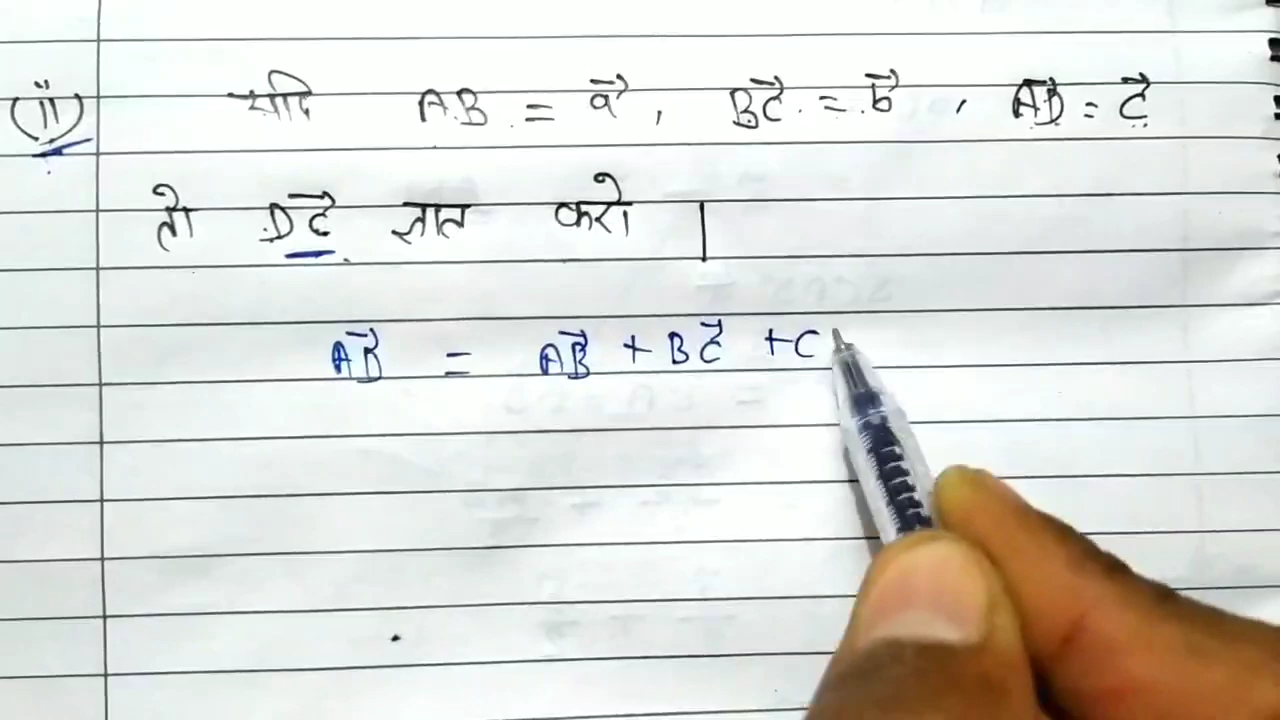 (ii) यदि AB = a⃗, BC⃗ = b⃗, AD⃗ = c⃗
तो DC⃗ ज्ञात करो |
AD⃗ = AB⃗ + BC⃗ + C